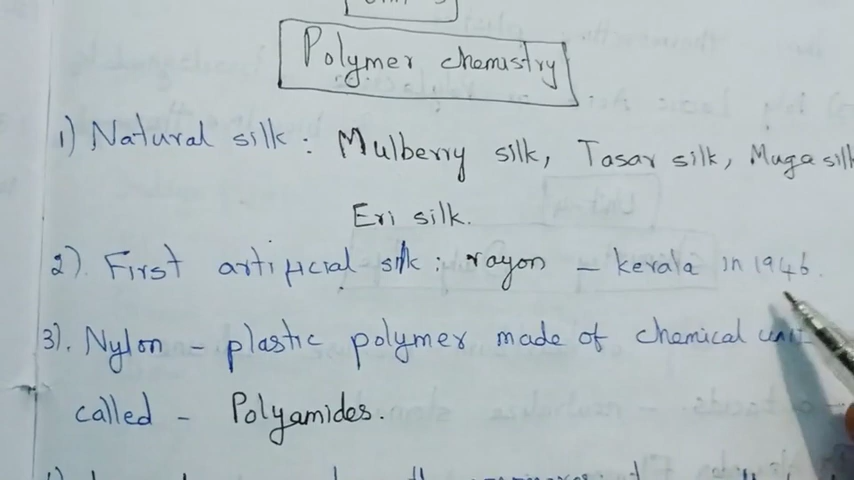 Polymer chemistry
1) Natural silk : Mulberry silk, Tasar silk, Muga silk
Eri silk.
2). First artificial silk : rayon – kerala in 1946.
3). Nylon – plastic polymer made of chemical unit
called – Polyamides.